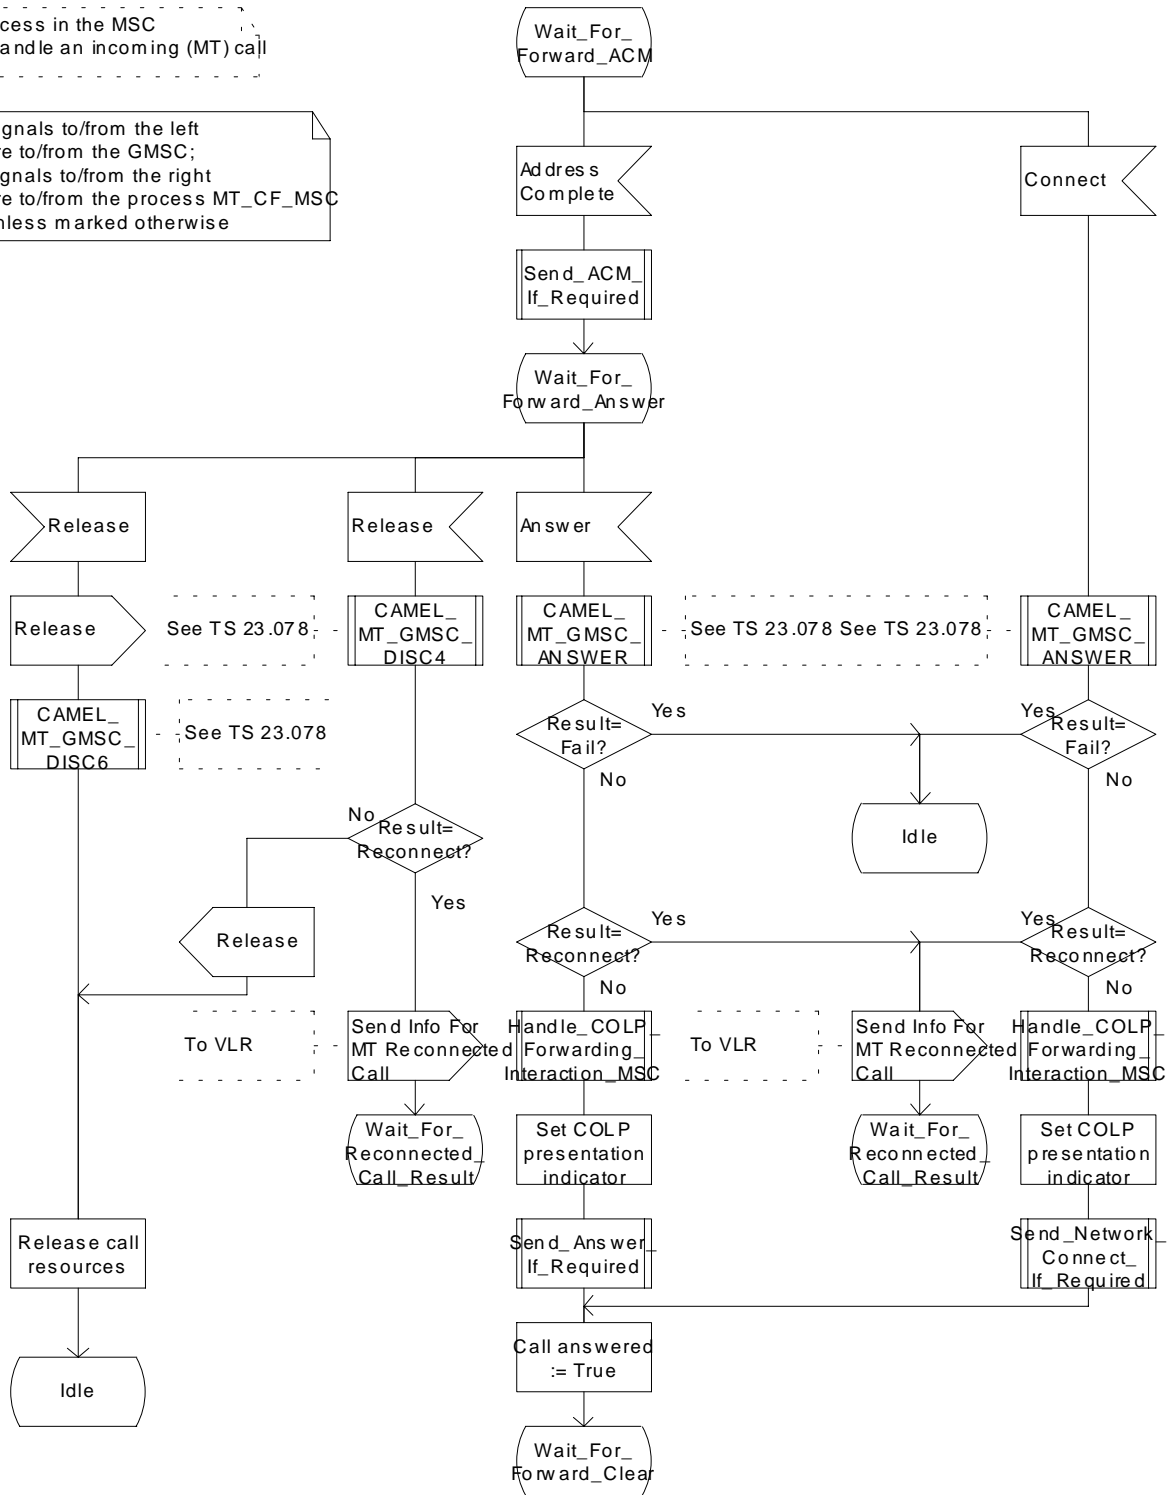 cess in the MSC
andle an incoming (MT) call
gnals to/from the left
re to/from the GMSC;
gnals to/from the right
re to/from the process MT_CF_MSC
nless marked otherwise
Wait_For_
Forward_ACM
Address
Complete
Connect
Send_ACM_
If_Required
Wait_For_
Forward_Answer
Release
Release
Answer
Release
See TS 23.078
CAMEL_
MT_GMSC_
DISC4
CAMEL_
MT_GMSC_
ANSWER
See TS 23.078
See TS 23.078
CAMEL_
MT_GMSC_
ANSWER
CAMEL_
MT_GMSC_
DISC6
See TS 23.078
Result=
Fail?
Yes
No
Yes
Result=
Fail?
No
Idle
No
Result=
Reconnect?
Yes
Release
Result=
Reconnect?
Yes
No
Yes
Result=
Reconnect?
No
To VLR
Send Info For
MT Reconnected
Call
Handle_COLP_
Forwarding_
Interaction_MSC
To VLR
Send Info For
MT Reconnected
Call
Handle_COLP_
Forwarding_
Interaction_MSC
Wait_For_
Reconnected_
Call_Result
Set COLP
presentation
indicator
Wait_For_
Reconnected_
Call_Result
Set COLP
presentation
indicator
Release call
resources
Send_Answer_
If_Required
Send_Network_
Connect_
If_Required
Call answered
:= True
Idle
Wait_For_
Forward_Clear